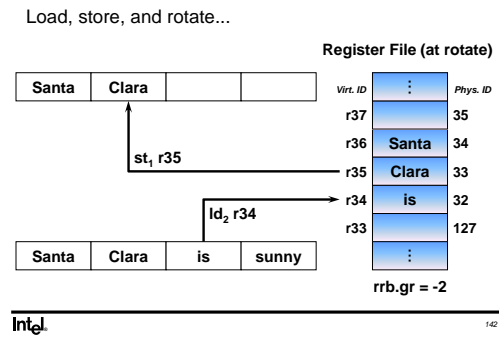 Load, store, and rotate...
Register File (at rotate)
Santa Clara
Virt. ID ⋮ Phys. ID
r37 35
r36 Santa 34
st1 r35
r35 Clara 33
r34 is 32
ld2 r34
r33 127
Santa Clara is sunny
⋮
rrb.gr = -2
Intel.
142